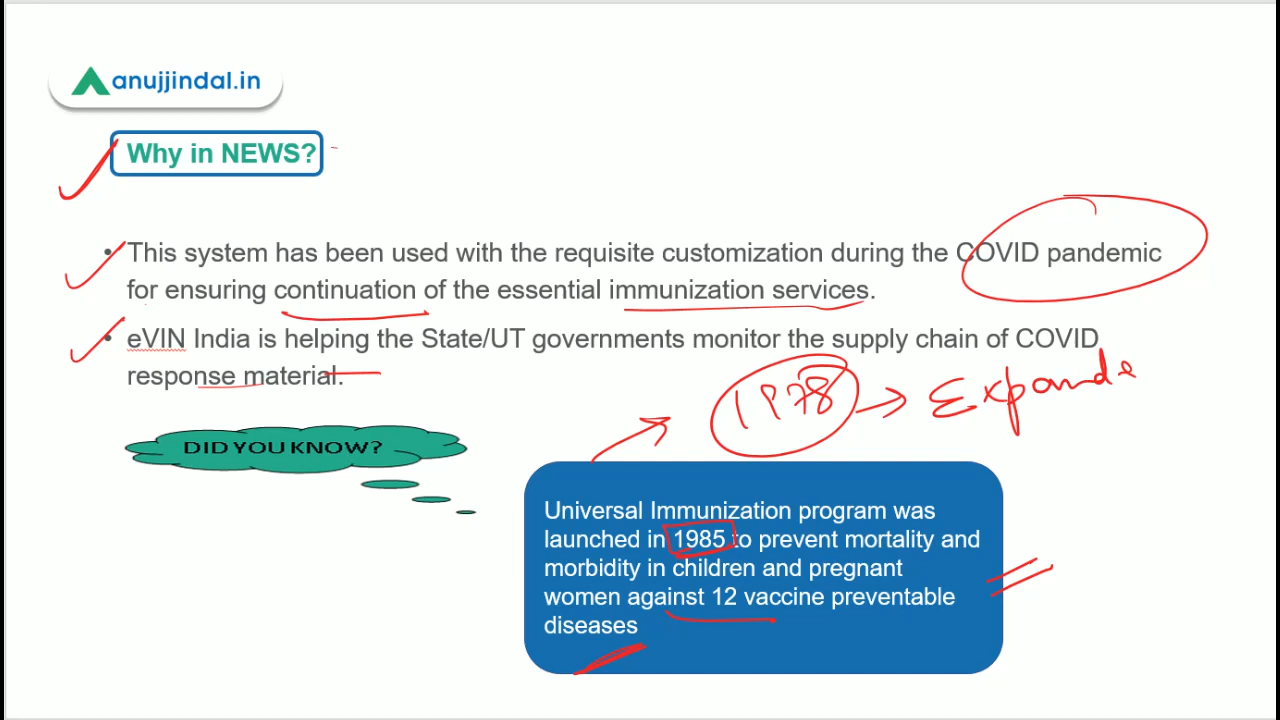 anujjindal.in
Why in NEWS?
• This system has been used with the requisite customization during the COVID pandemic
for ensuring continuation of the essential immunization services.
• eVIN India is helping the State/UT governments monitor the supply chain of COVID
response material.
1978 → Expande
DID YOU KNOW?
Universal Immunization program was
launched in 1985 to prevent mortality and
morbidity in children and pregnant
women against 12 vaccine preventable
diseases